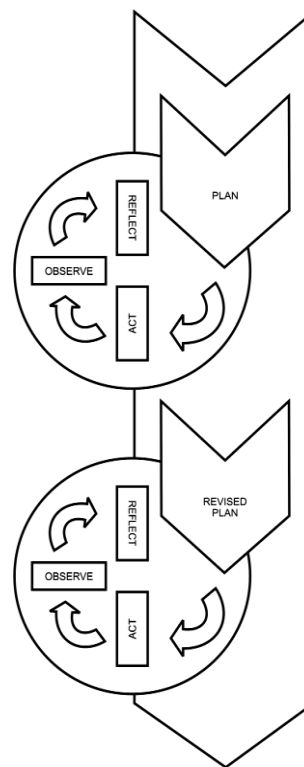 PLAN
REFLECT
OBSERVE
ACT
REVISED
PLAN
REFLECT
OBSERVE
ACT